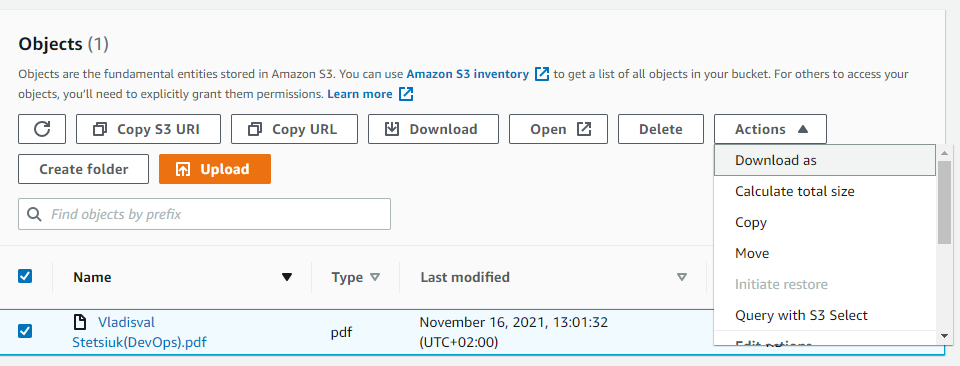 Objects (1)
Objects are the fundamental entities stored in Amazon S3. You can use Amazon S3 inventory to get a list of all objects in your bucket. For others to access your
objects, you'll need to explicitly grant them permissions. Learn more
Copy S3 URI
Copy URL
Download
Open
Delete
Actions
Create folder
Upload
Find objects by prefix
Download as
Calculate total size
Copy
Move
Initiate restore
Query with S3 Select
Edit actions
Name
Type
Last modified
Vladisval
Stetsiuk(DevOps).pdf
pdf
November 16, 2021, 13:01:32
(UTC+02:00)